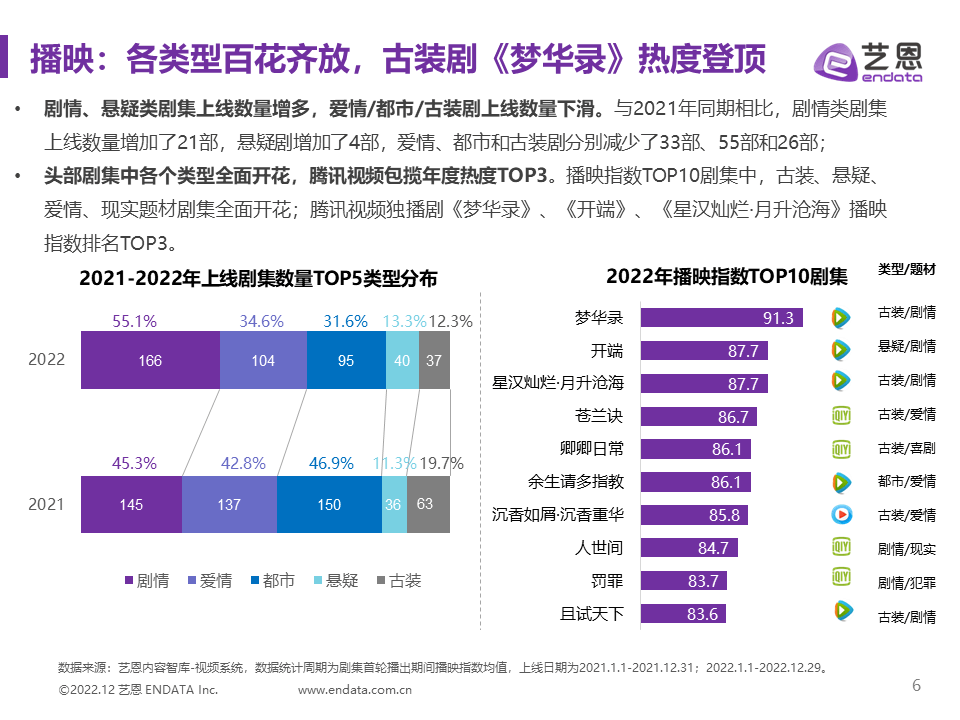 播映：各类型百花齐放，古装剧《梦华录》热度登顶
艺恩
endata
• 剧情、悬疑类剧集上线数量增多，爱情/都市/古装剧上线数量下滑。与2021年同期相比，剧情类剧集
上线数量增加了21部，悬疑剧增加了4部，爱情、都市和古装剧分别减少了33部、55部和26部；
• 头部剧集中各个类型全面开花，腾讯视频包揽年度热度TOP3。播映指数TOP10剧集中，古装、悬疑、
爱情、现实题材剧集全面开花；腾讯视频独播剧《梦华录》、《开端》、《星汉灿烂·月升沧海》播映
指数排名TOP3。
2021-2022年上线剧集数量TOP5类型分布
55.1% 34.6% 31.6% 13.3% 12.3%
2022 166 104 95 40 37
45.3% 42.8% 46.9% 11.3% 19.7%
2021 145 137 150 36 63
剧情 爱情 都市 悬疑 古装
2022年播映指数TOP10剧集 类型/题材
梦华录 91.3 古装/剧情
开端 87.7 悬疑/剧情
星汉灿烂·月升沧海 87.7 古装/剧情
苍兰诀 86.7 iQIY 古装/爱情
卿卿日常 86.1 iQIY 古装/喜剧
余生请多指教 86.1 都市/爱情
沉香如屑·沉香重华 85.8 古装/爱情
人世间 84.7 iQIY 剧情/现实
罚罪 83.7 iQIY 剧情/犯罪
且试天下 83.6 古装/剧情
数据来源：艺恩内容智库-视频系统，数据统计周期为剧集首轮播出期间播映指数均值，上线日期为2021.1.1-2021.12.31；2022.1.1-2022.12.29。
©2022.12 艺恩 ENDATA Inc. www.endata.com.cn 6